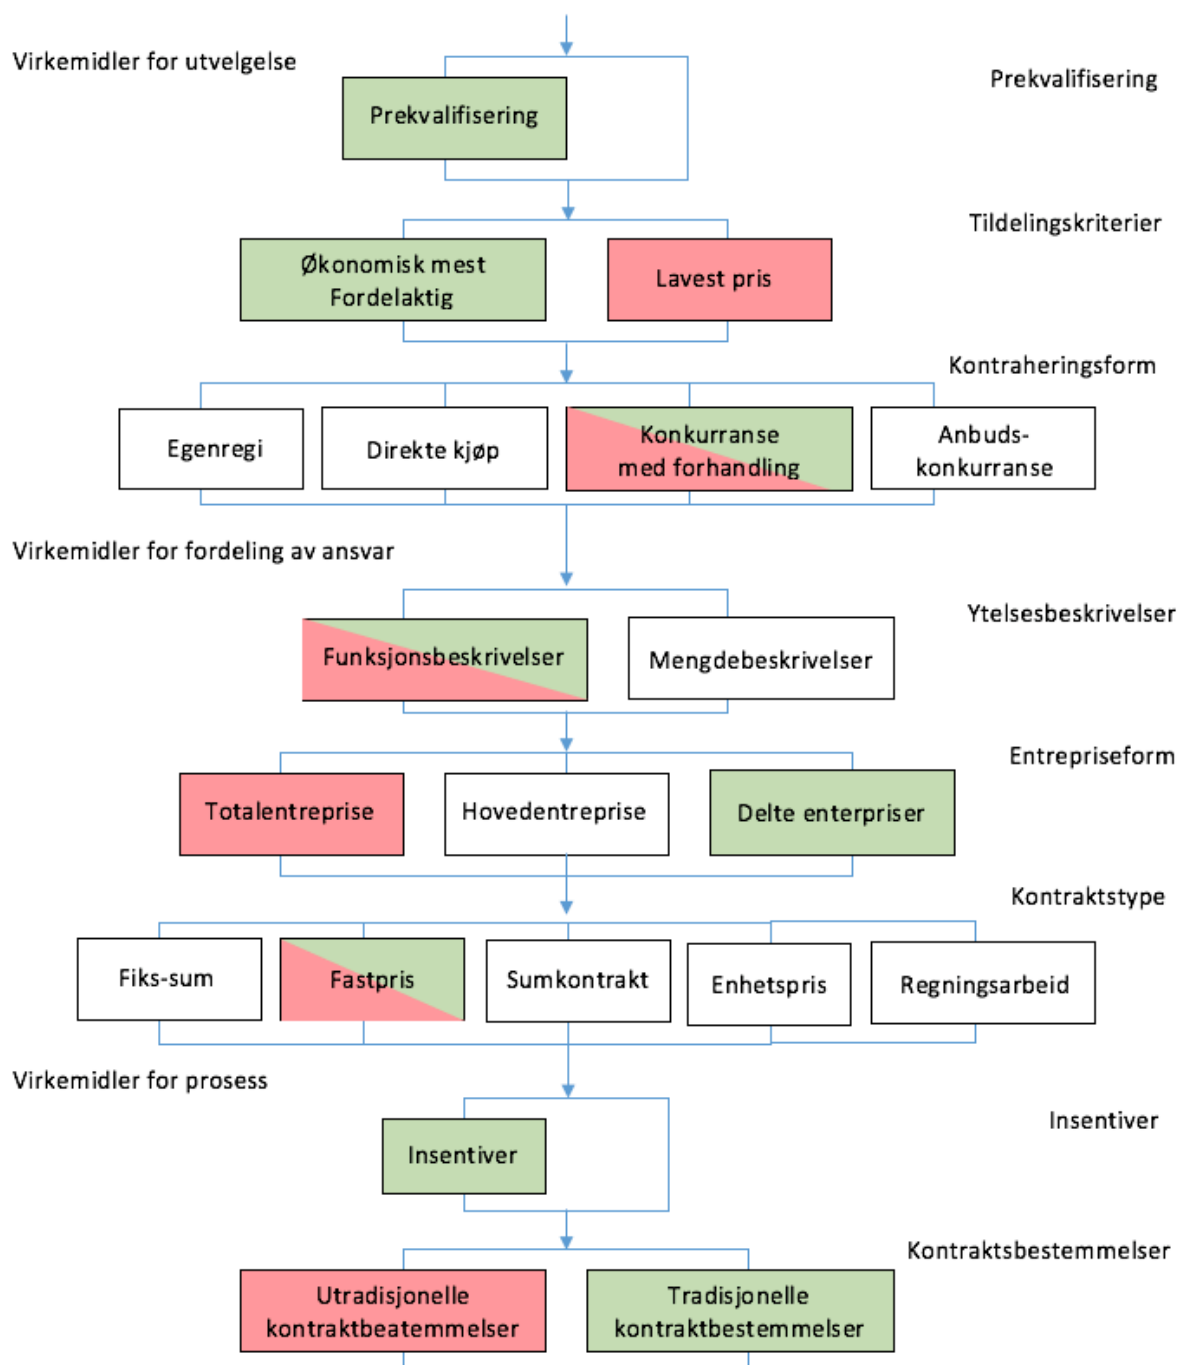 Virkemidler for utvelgelse
Prekvalifisering
Prekvalifisering
Tildelingskriterier
Økonomisk mest
Fordelaktig
Lavest pris
Kontraheringsform
Egenregi
Direkte kjøp
Konkurranse
med forhandling
Anbuds-
konkurranse
Virkemidler for fordeling av ansvar
Ytelsesbeskrivelser
Funksjonsbeskrivelser
Mengdebeskrivelser
Entrepriseform
Totalentreprise
Hovedentreprise
Delte enterpriser
Kontraktstype
Fiks-sum
Fastpris
Sumkontrakt
Enhetspris
Regningsarbeid
Virkemidler for prosess
Insentiver
Insentiver
Kontraktsbestemmelser
Utradisjonelle
kontraktbeatemmelser
Tradisjonelle
kontraktbestemmelser